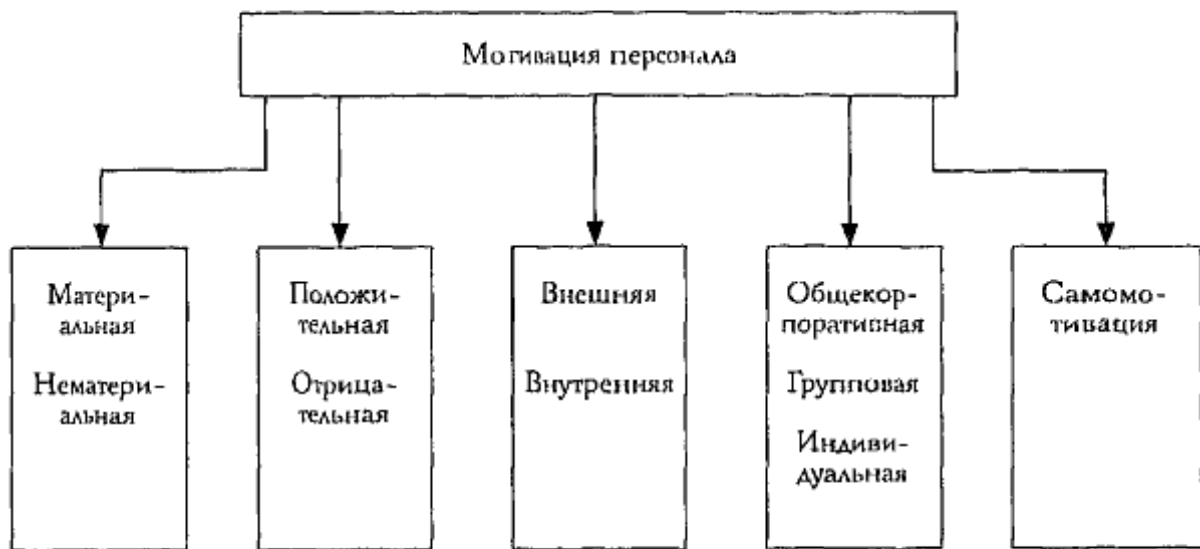 Мотивация персонала
Матери-
альная
Нематери-
альная
Положи-
тельная
Отрица-
тельная
Внешняя
Внутренняя
Общекор-
поративная
Групповая
Индиви-
дуальная
Самомо-
тивация